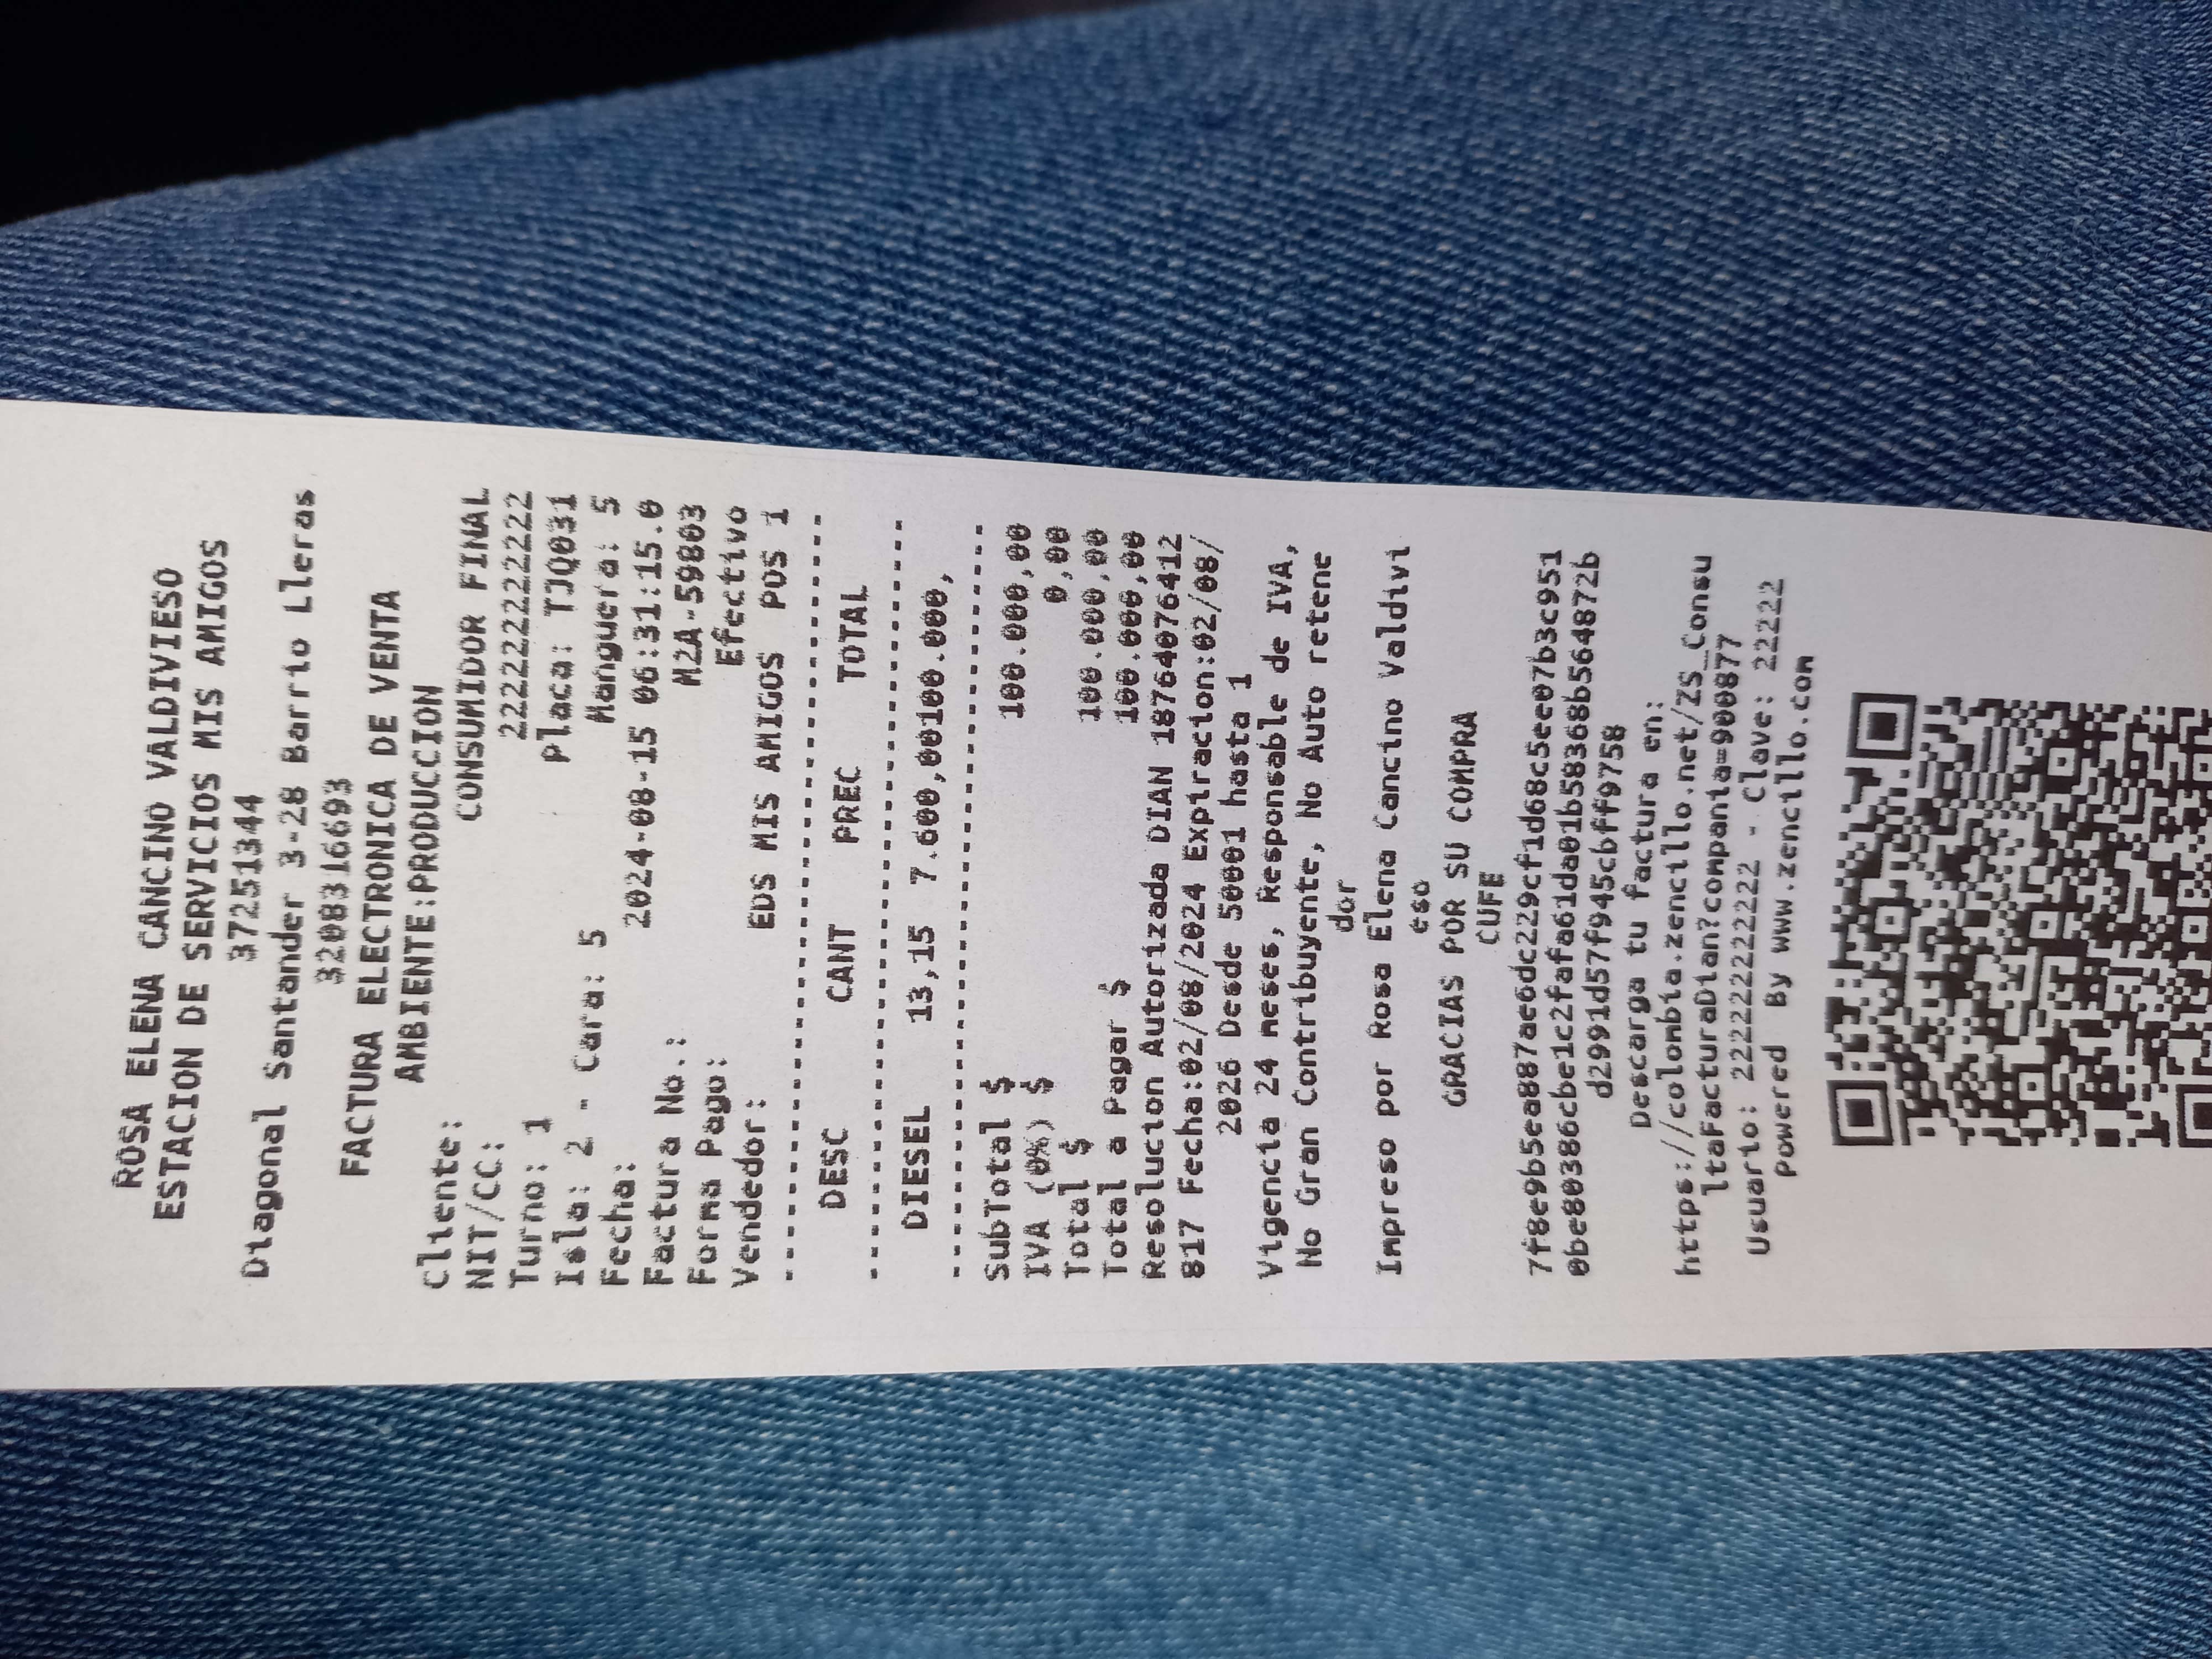 ROSA ELENA CANCINO VALDIVIESO
ESTACION DE SERVICIOS MIS AMIGOS
37251344
Diagonal Santander 3-28 Barrio Lleras
3208316693
FACTURA ELECTRONICA DE VENTA
AMBIENTE:PRODUCCION
Cliente: CONSUMIDOR FINAL
NIT/CC: 222222222222
Turno: 1 Placa: TJQ031
Isla: 2 - Cara: 5 Manguera: 5
Fecha: 2024-08-15 06:31:15.0
Factura No.: M2A-59803
Forma Pago: Efectivo
Vendedor: EDS MIS AMIGOS POS 1
DESC CANT PREC TOTAL
DIESEL 13,15 7.600,00100.000,
SubTotal $ 100.000,00
IVA (0%) $ 0,00
Total $ 100.000,00
Total a Pagar $ 100.000,00
Resolucion Autorizada DIAN 18764076412
817 Fecha:02/08/2024 Expiracion:02/08/
2026 Desde 50001 hasta 1
Vigencia 24 meses, Responsable de IVA,
No Gran Contribuyente, No Auto retene
dor
Impreso por Rosa Elena Cancino Valdivi
eso
GRACIAS POR SU COMPRA
CUFE
7f8e9b5ea887ae6dc229cf1d68c5ee07b3c951
0be80386cbe1c2fafa61da01b58368b564872b
d2991d57f945cbff9758
Descarga tu factura en:
https://colombia.zencillo.net/ZS_Consu
ltaFacturaDian?compania=900877
Usuario: 222222222222 - Clave: 22222
Powered By www.zencillo.com